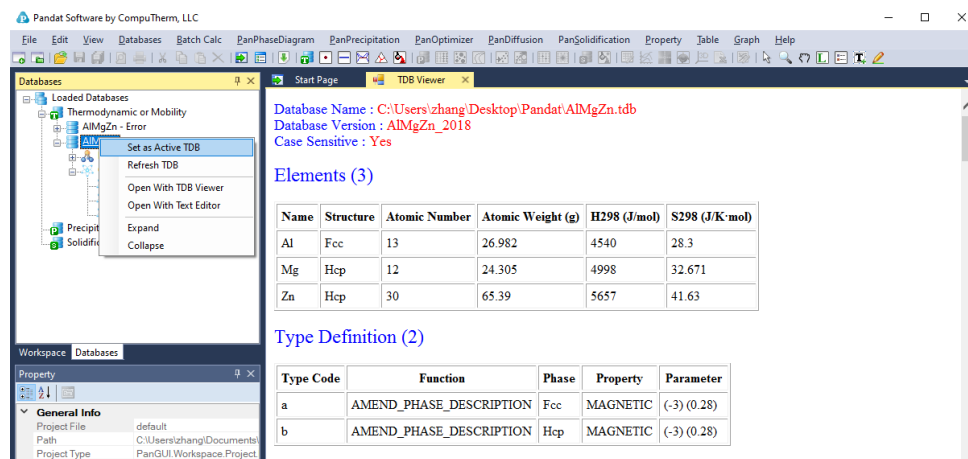 Pandat Software by CompuTherm, LLC
File Edit View Databases Batch Calc PanPhaseDiagram PanPrecipitation PanOptimizer PanDiffusion PanSolidification Property Table Graph Help
Databases
Start Page
TDB Viewer
Loaded Databases
Thermodynamic or Mobility
AlMgZn - Error
AlM
Set as Active TDB
Refresh TDB
Open With TDB Viewer
Open With Text Editor
Expand
Collapse
Precipit
Solidific
Workspace Databases
Property
General Info
Project File default
Path C:\Users\zhang\Documents\
Project Type PanGUI.Workspace.Project
Database Name : C:\Users\zhang\Desktop\Pandat\AlMgZn.tdb
Database Version : AlMgZn_2018
Case Sensitive : Yes
Elements (3)
Name Structure Atomic Number Atomic Weight (g) H298 (J/mol) S298 (J/K·mol)
Al Fcc 13 26.982 4540 28.3
Mg Hcp 12 24.305 4998 32.671
Zn Hcp 30 65.39 5657 41.63
Type Definition (2)
Type Code Function Phase Property Parameter
a AMEND_PHASE_DESCRIPTION Fcc MAGNETIC (-3) (0.28)
b AMEND_PHASE_DESCRIPTION Hcp MAGNETIC (-3) (0.28)